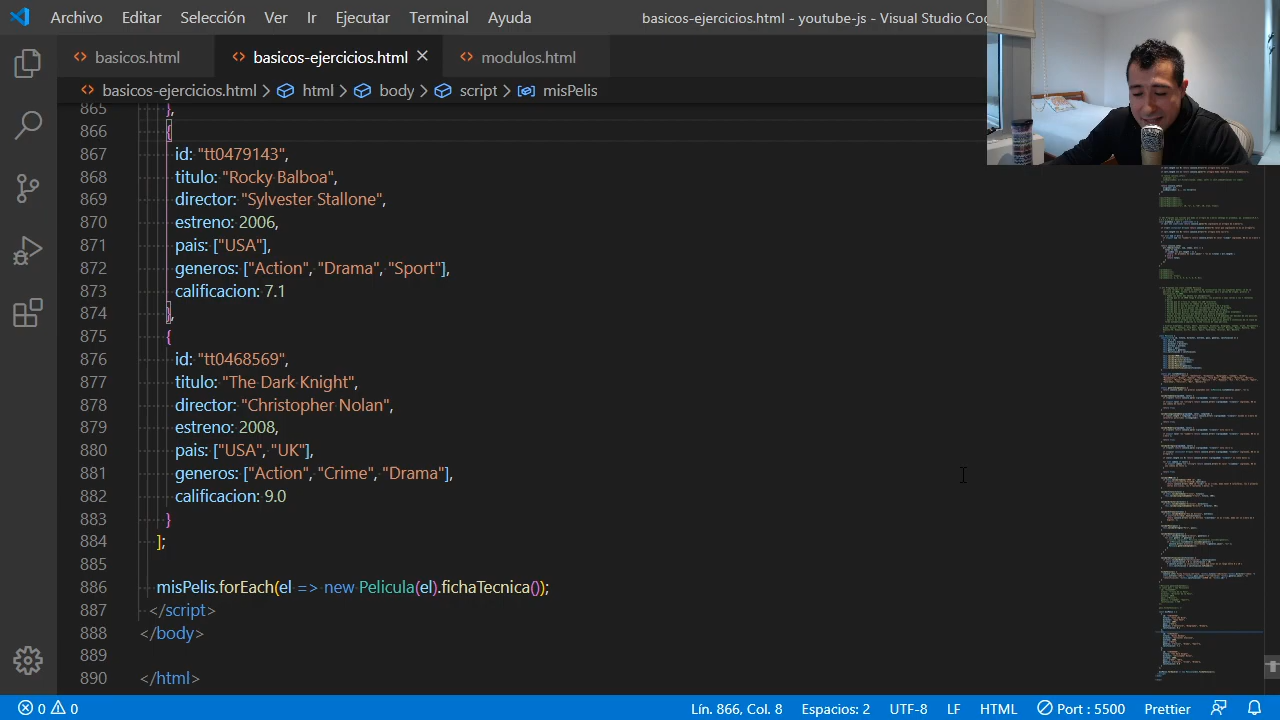 Archivo Editar Selección Ver Ir Ejecutar Terminal Ayuda basicos-ejercicios.html - youtube-js - Visual Studio Cod
basicos.html basicos-ejercicios.html modulos.html
basicos-ejercicios.html > html > body > script > misPelis
865 },
866 {
867 id: "tt0479143",
868 titulo: "Rocky Balboa",
869 director: "Sylvester Stallone",
870 estreno: 2006,
871 pais: ["USA"],
872 generos: ["Action", "Drama", "Sport"],
873 calificacion: 7.1
874 },
875 {
876 id: "tt0468569",
877 titulo: "The Dark Knight",
878 director: "Christopher Nolan",
879 estreno: 2008,
880 pais: ["USA", "UK"],
881 generos: ["Action", "Crime", "Drama"],
882 calificacion: 9.0
883 }
884 ];
885
886 misPelis.forEach(el => new Pelicula(el).fichaTecnica());
887 </script>
888 </body>
889
890 </html>
0 0 Lín. 866, Col. 8 Espacios: 2 UTF-8 LF HTML Port : 5500 Prettier